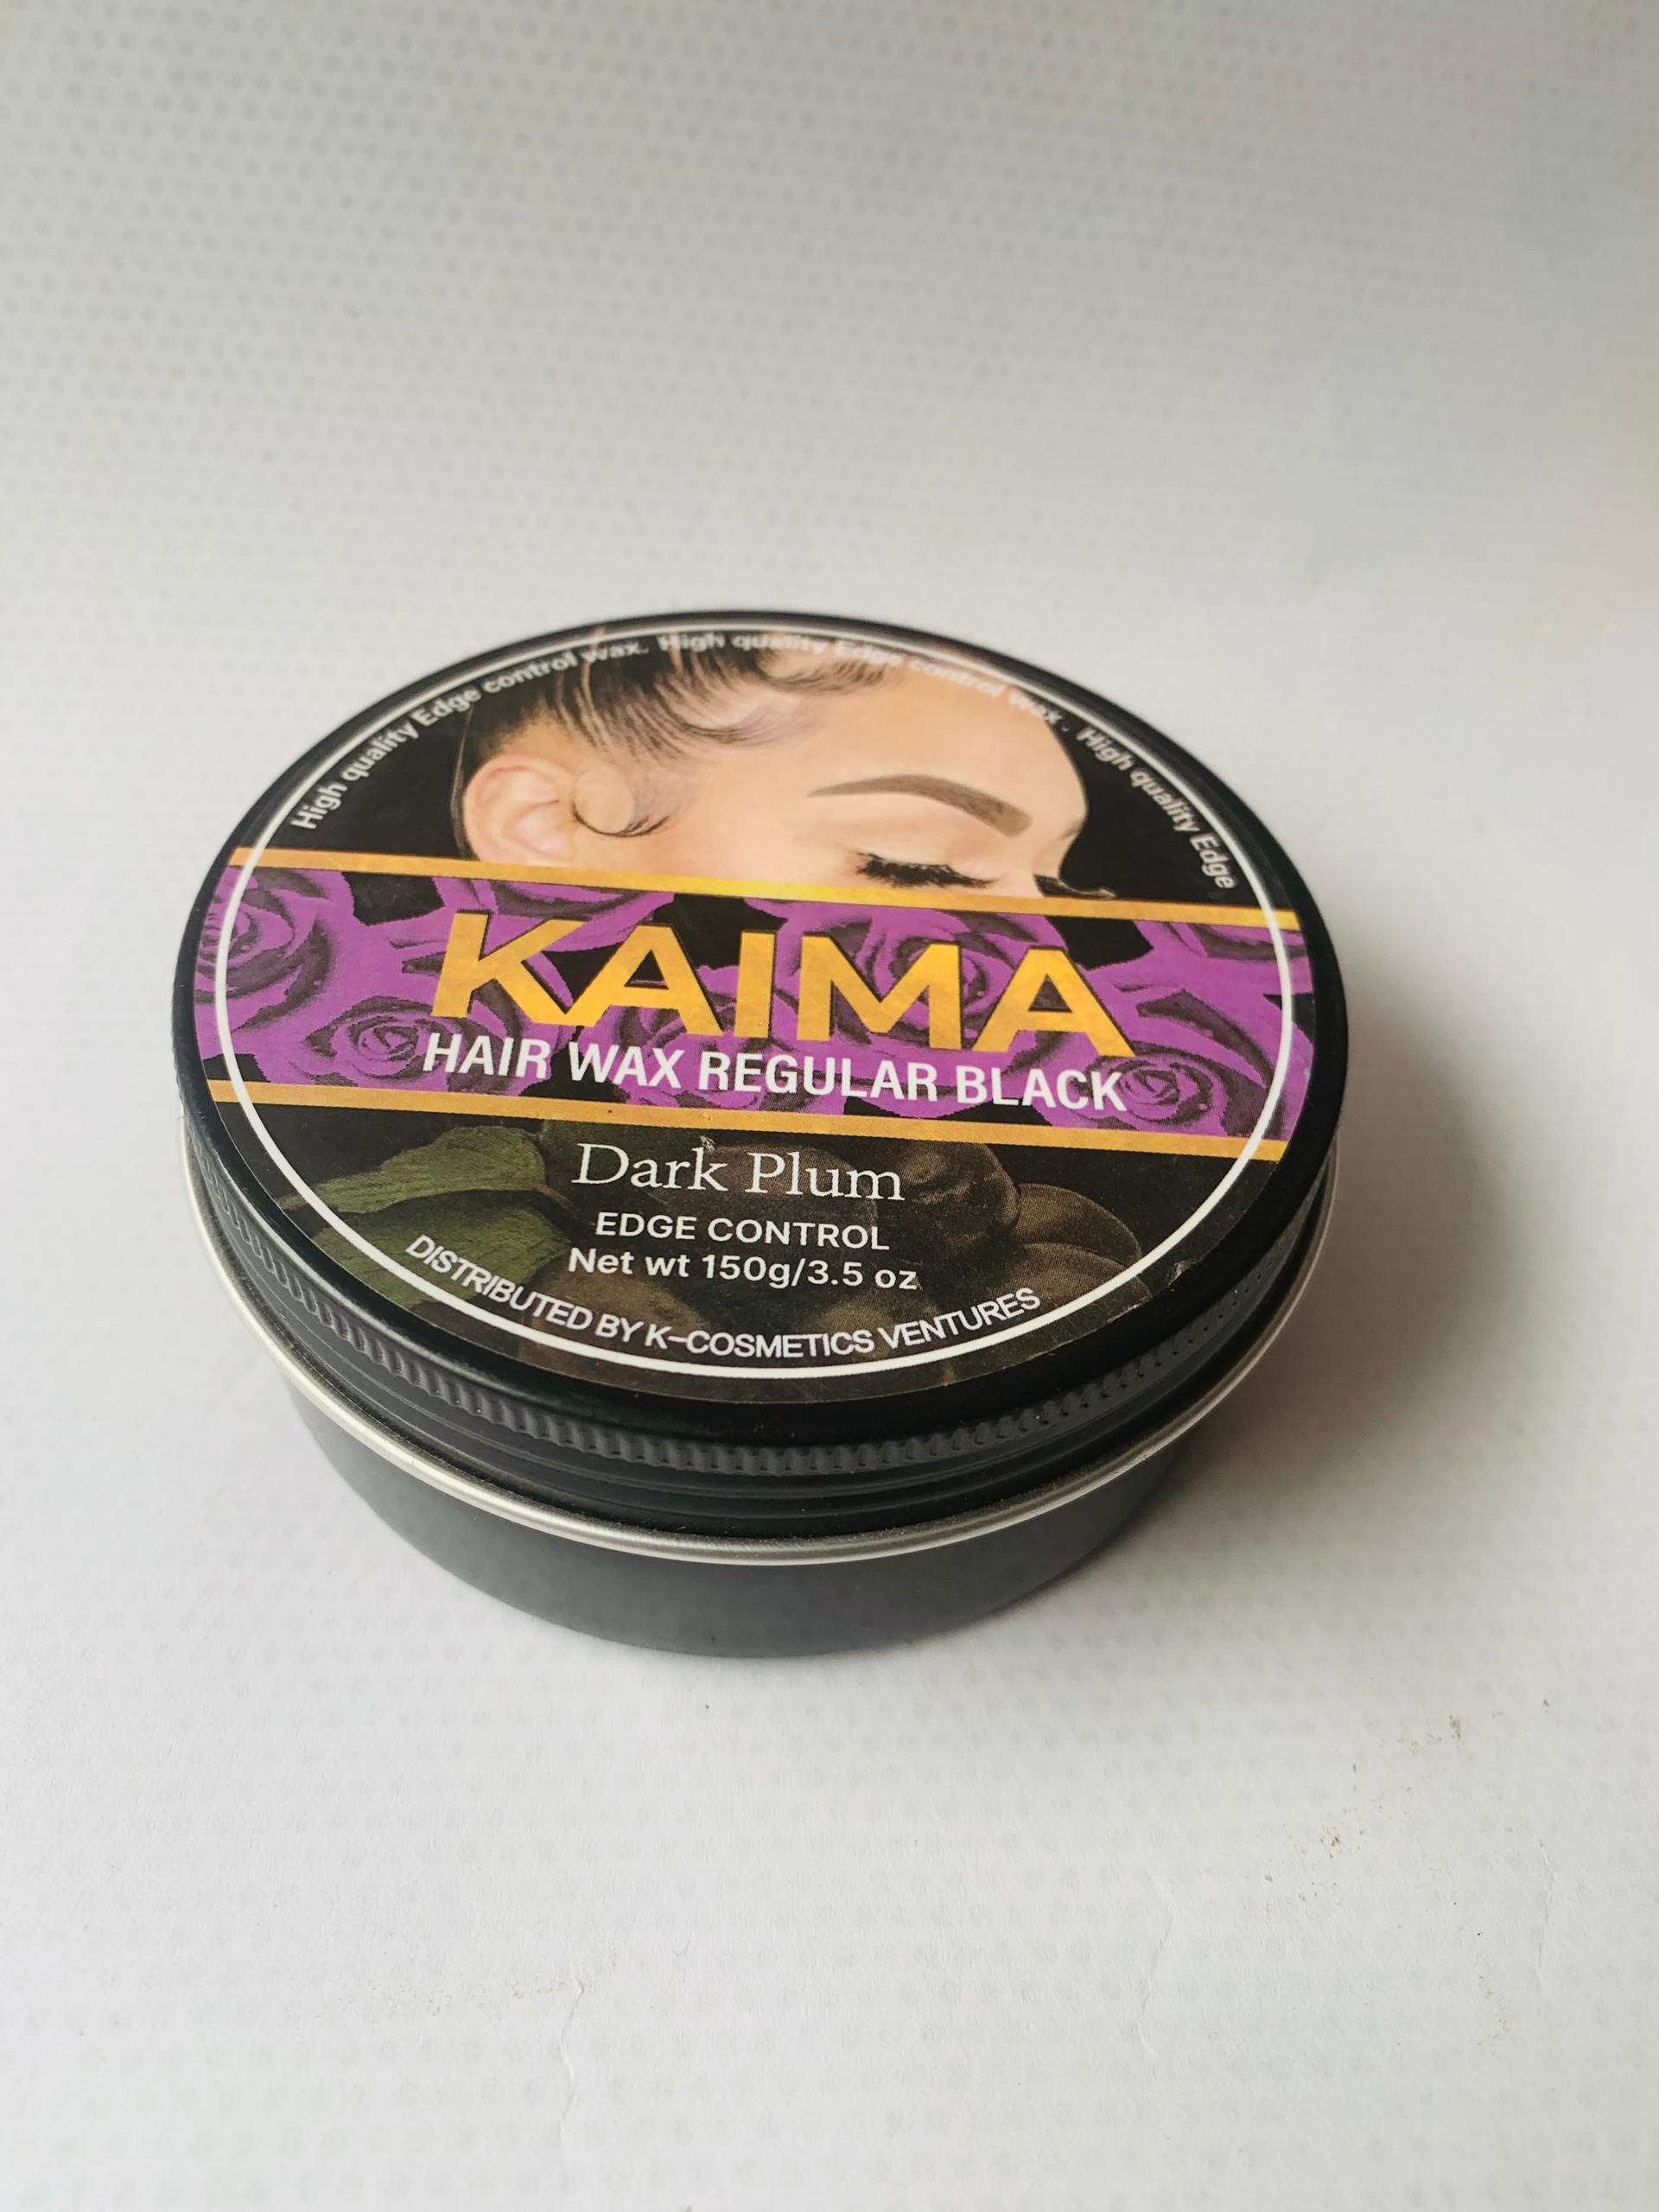 High quality Edge control wax. High quality Edge control wax. High quality Edge
KAIMA
HAIR WAX REGULAR BLACK
Dark Plum
EDGE CONTROL
Net wt 150g/3.5 oz
DISTRIBUTED BY K-COSMETICS VENTURES